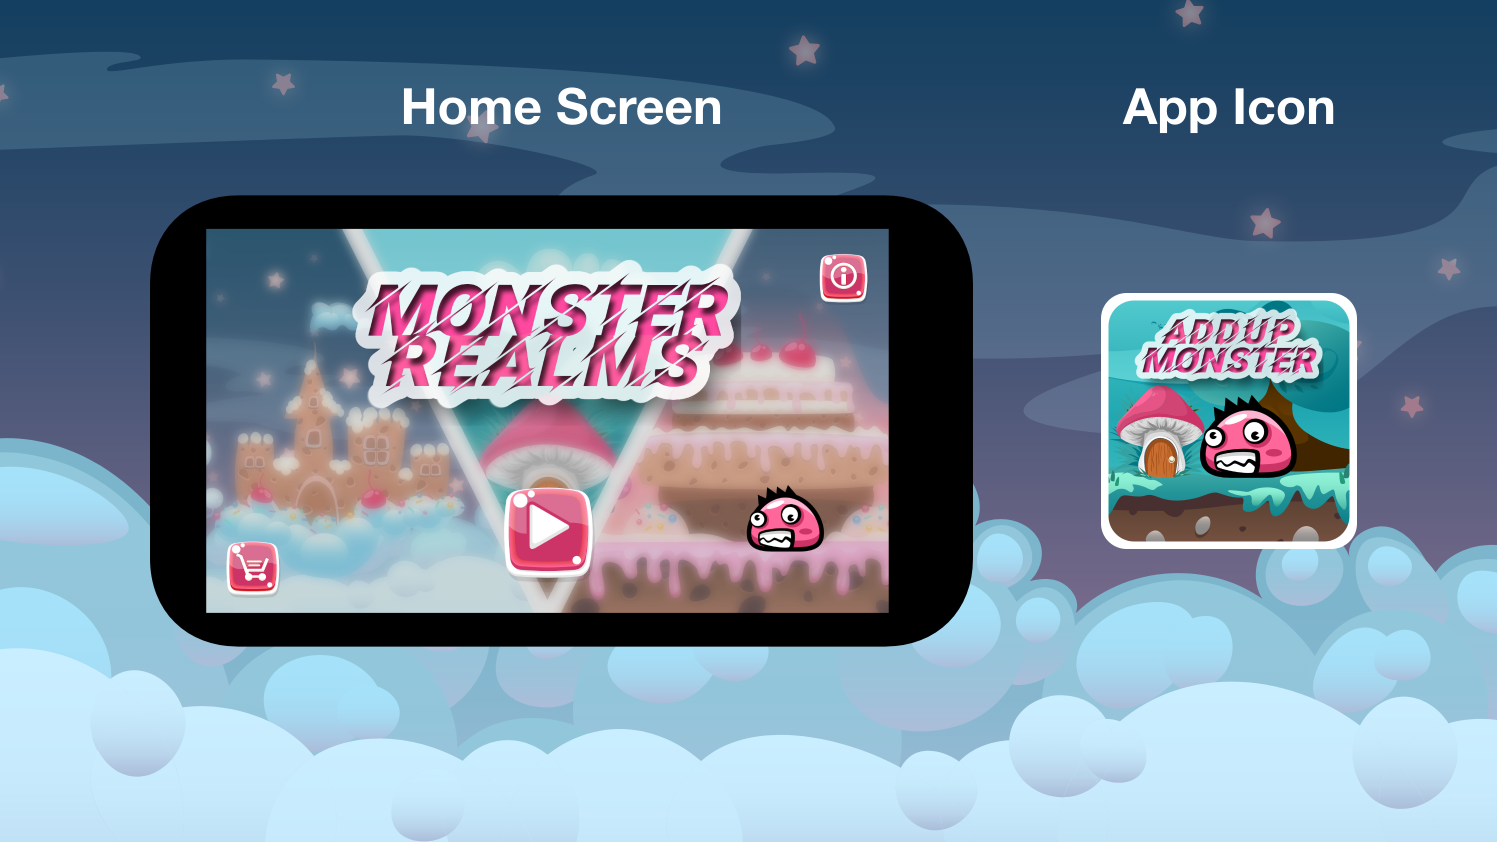 Home Screen
App Icon
MONSTER
REALMS
ADDUP
MONSTER